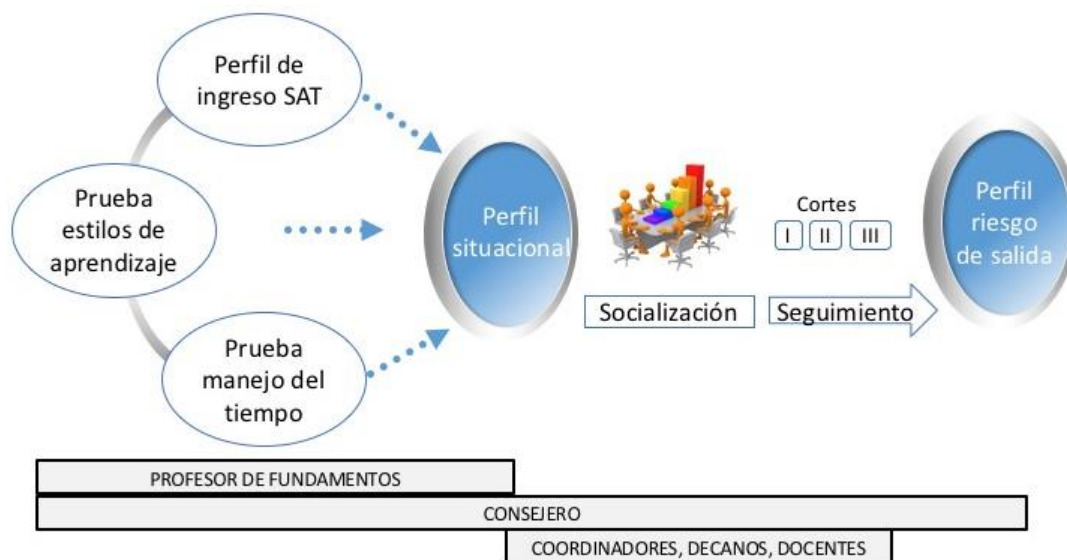 Perfil de
ingreso SAT
Prueba
estilos de
aprendizaje
Prueba
manejo del
tiempo
Perfil
situacional
Socialización
Cortes
I II III
Seguimiento
Perfil
riesgo
de salida
PROFESOR DE FUNDAMENTOS
CONSEJERO
COORDINADORES, DECANOS, DOCENTES